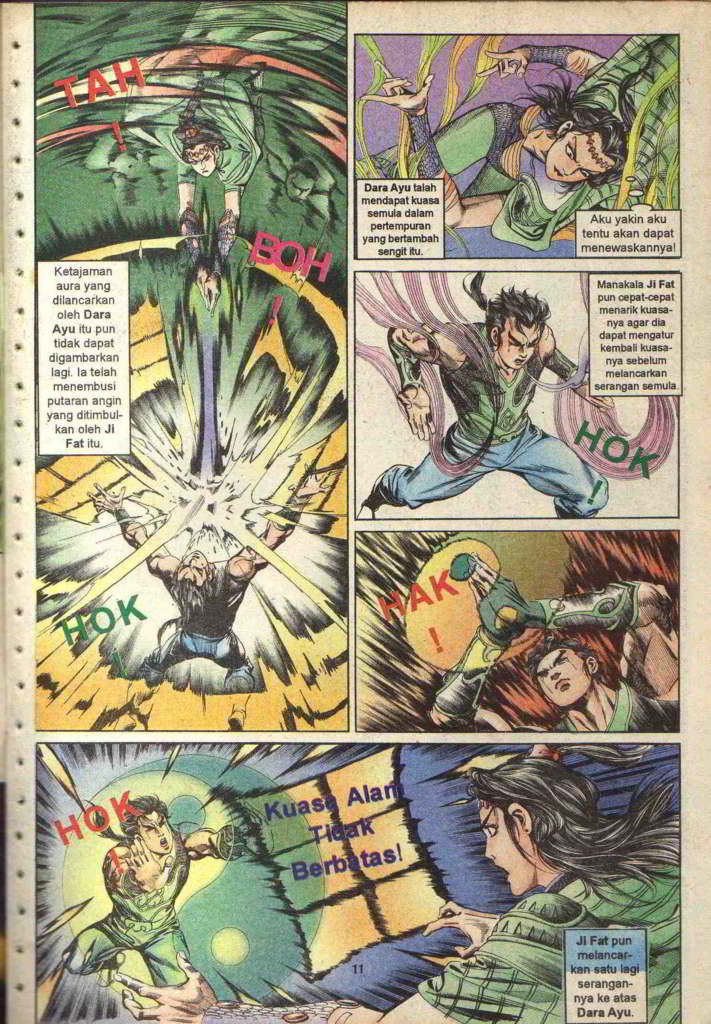 TAH
!
BOH
!
Ketajaman
aura yang
dilancarkan
oleh Dara
Ayu itu pun
tidak dapat
digambarkan
lagi. Ia telah
menembusi
putaran angin
yang ditimbul-
kan oleh Ji
Fat itu.
HOK
!
Dara Ayu talah
mendapat kuasa
semula dalam
pertempuran
yang bertambah
sengit itu.
Aku yakin aku
tentu akan dapat
menewaskannya!
Manakala Ji Fat
pun cepat-cepat
menarik kuasa-
nya agar dia
dapat mengatur
kembali kuasa-
nya sebelum
melancarkan
serangan semula.
HOK
!
HAK
!
HOK
!
Kuasa Alam
Tidak
Berbatas!
Ji Fat pun
melancar-
kan satu lagi
serangan-
nya ke atas
Dara Ayu.
11